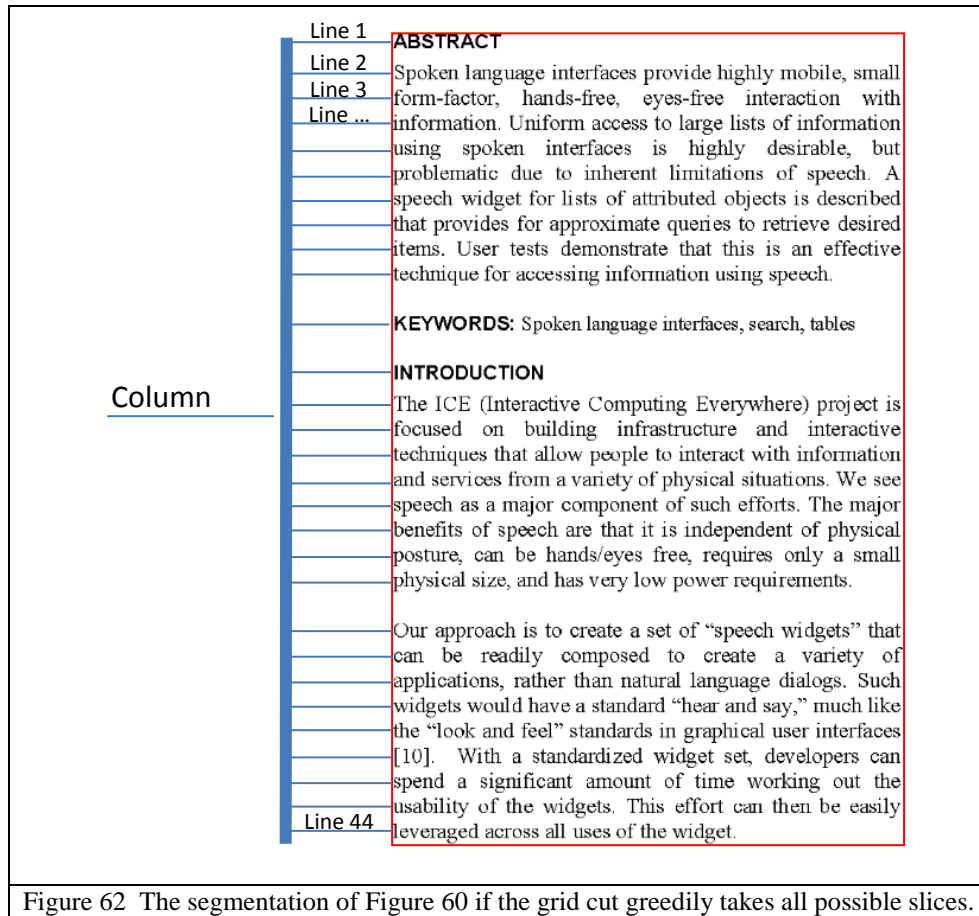 Line 1
Line 2
Line 3
Line ...
Column
Line 44
ABSTRACT
Spoken language interfaces provide highly mobile, small
form-factor, hands-free, eyes-free interaction with
information. Uniform access to large lists of information
using spoken interfaces is highly desirable, but
problematic due to inherent limitations of speech. A
speech widget for lists of attributed objects is described
that provides for approximate queries to retrieve desired
items. User tests demonstrate that this is an effective
technique for accessing information using speech.
KEYWORDS: Spoken language interfaces, search, tables
INTRODUCTION
The ICE (Interactive Computing Everywhere) project is
focused on building infrastructure and interactive
techniques that allow people to interact with information
and services from a variety of physical situations. We see
speech as a major component of such efforts. The major
benefits of speech are that it is independent of physical
posture, can be hands/eyes free, requires only a small
physical size, and has very low power requirements.
Our approach is to create a set of “speech widgets” that
can be readily composed to create a variety of
applications, rather than natural language dialogs. Such
widgets would have a standard “hear and say,” much like
the “look and feel” standards in graphical user interfaces
[10]. With a standardized widget set, developers can
spend a significant amount of time working out the
usability of the widgets. This effort can then be easily
leveraged across all uses of the widget.
Figure 62 The segmentation of Figure 60 if the grid cut greedily takes all possible slices.